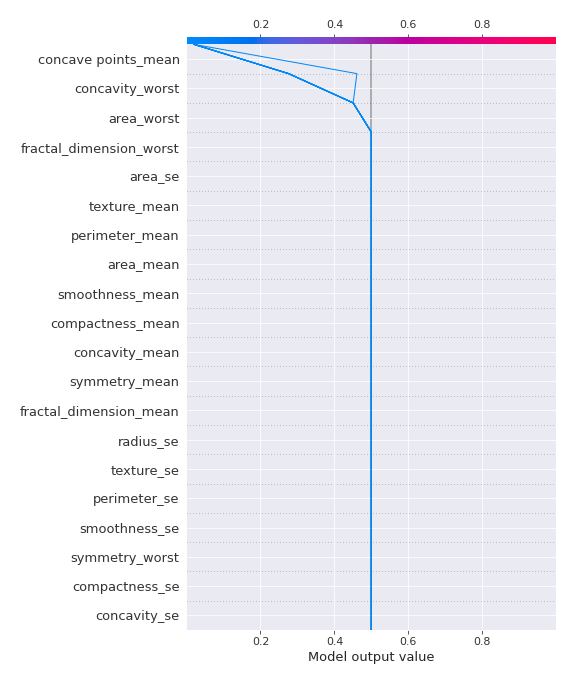 0.2 0.4 0.6 0.8
concave points_mean
concavity_worst
area_worst
fractal_dimension_worst
area_se
texture_mean
perimeter_mean
area_mean
smoothness_mean
compactness_mean
concavity_mean
symmetry_mean
fractal_dimension_mean
radius_se
texture_se
perimeter_se
smoothness_se
symmetry_worst
compactness_se
concavity_se
0.2 0.4 0.6 0.8
Model output value